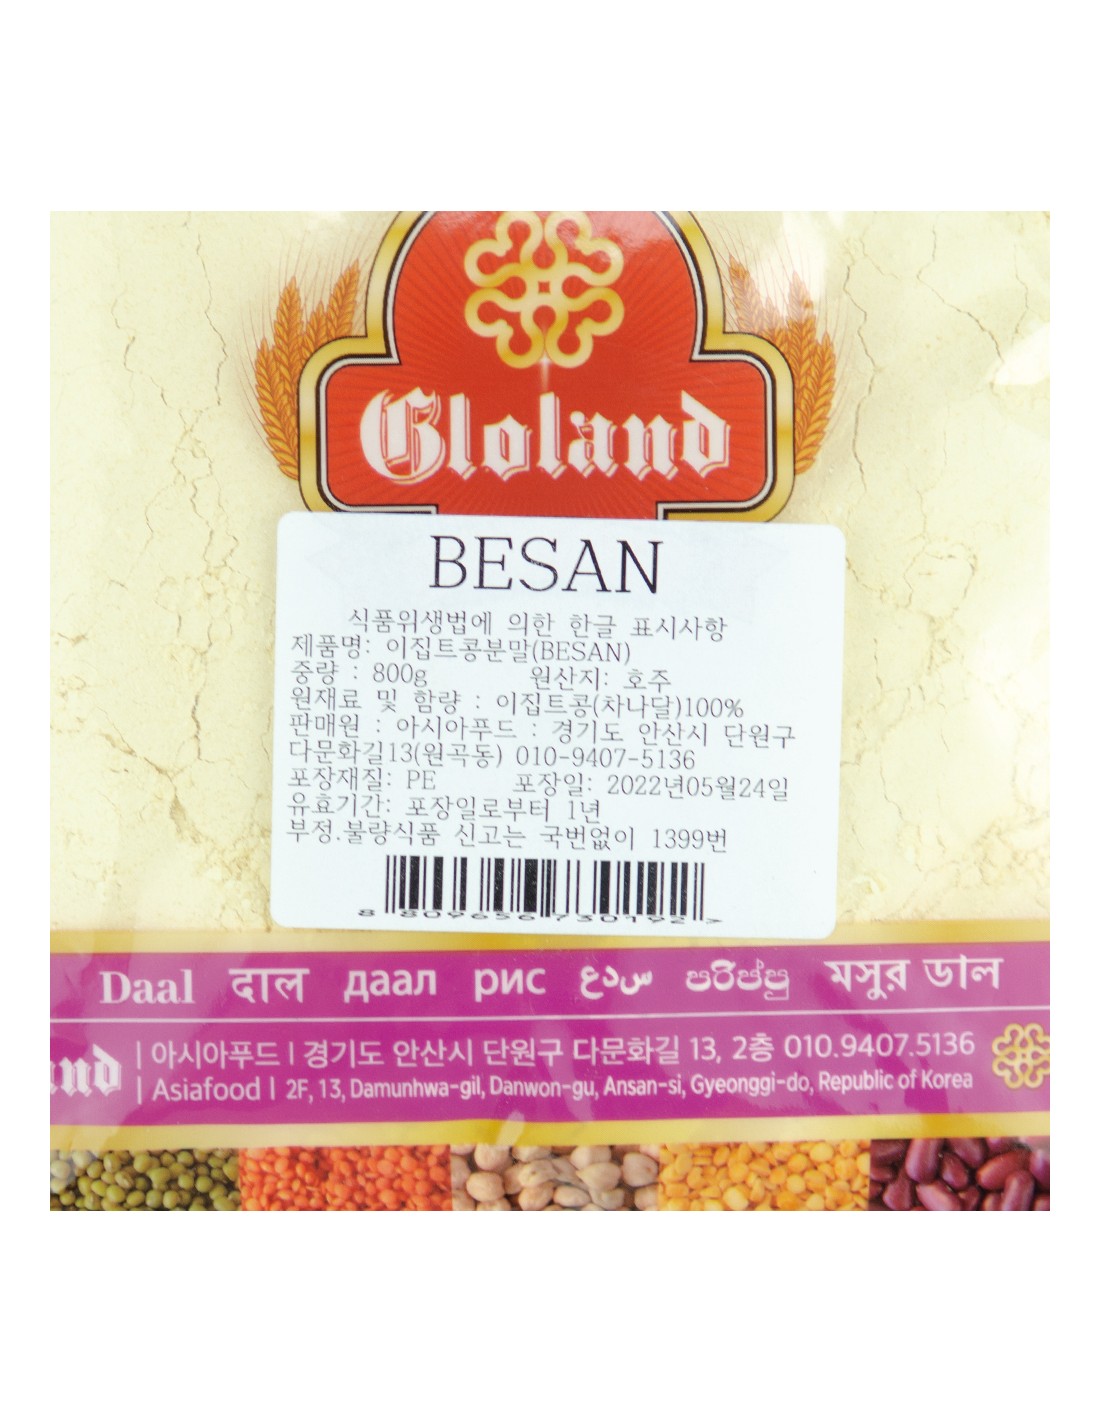 Gloland
BESAN
식품위생법에 의한 한글 표시사항
제품명: 이집트콩분말(BESAN)
중량 : 800g 원산지: 호주
원재료 및 함량 : 이집트콩(차나달)100%
판매원 : 아시아푸드 : 경기도 안산시 단원구
다문화길13(원곡동) 010-9407-5136
포장재질: PE 포장일: 2022년05월24일
유효기간: 포장일로부터 1년
부정.불량식품 신고는 국번없이 1399번
8 809656 730192 >
Daal दाल даал рис عدس පරිප්පු মসুর ডাল
and | 아시아푸드 | 경기도 안산시 단원구 다문화길 13, 2층 010.9407.5136
| Asiafood | 2F, 13, Damunhwa-gil, Danwon-gu, Ansan-si, Gyeonggi-do, Republic of Korea